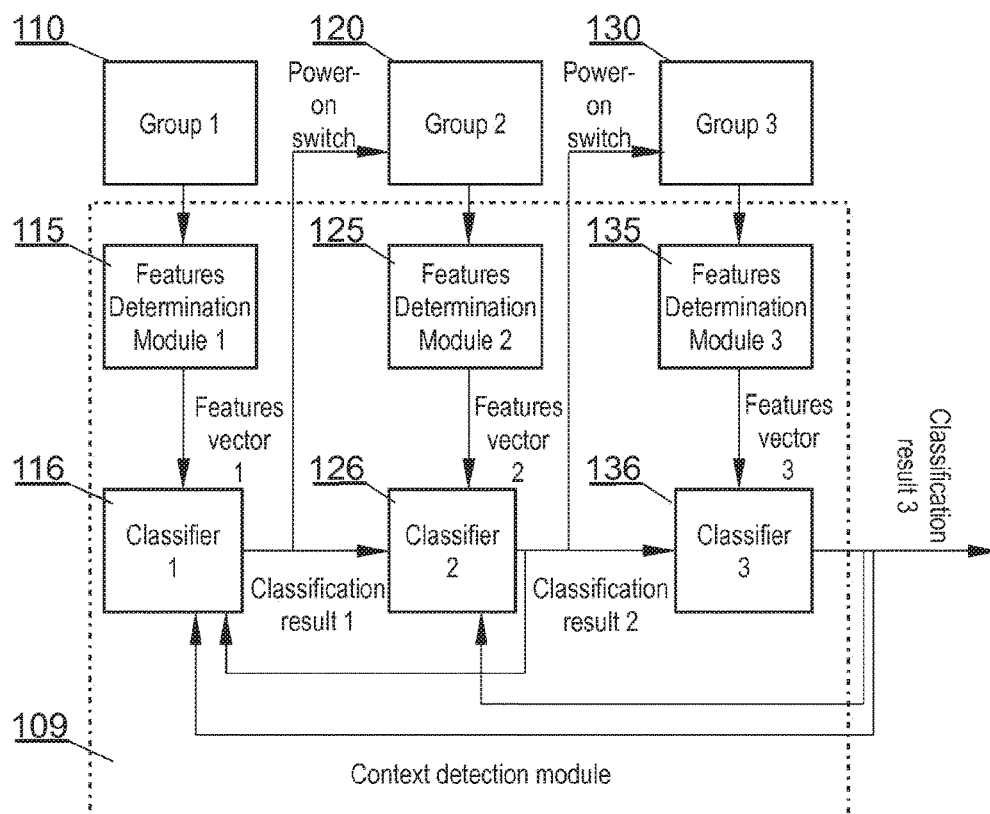 110
120
130
Group 1
Power-
on
switch
Group 2
Power-
on
switch
Group 3
115
125
135
Features
Determination
Module 1
Features
Determination
Module 2
Features
Determination
Module 3
Features
vector
1
Features
vector
2
Features
vector
3
116
126
136
Classifier
1
Classifier
2
Classifier
3
Classification
result 1
Classification
result 2
Classification
result 3
109
Context detection module